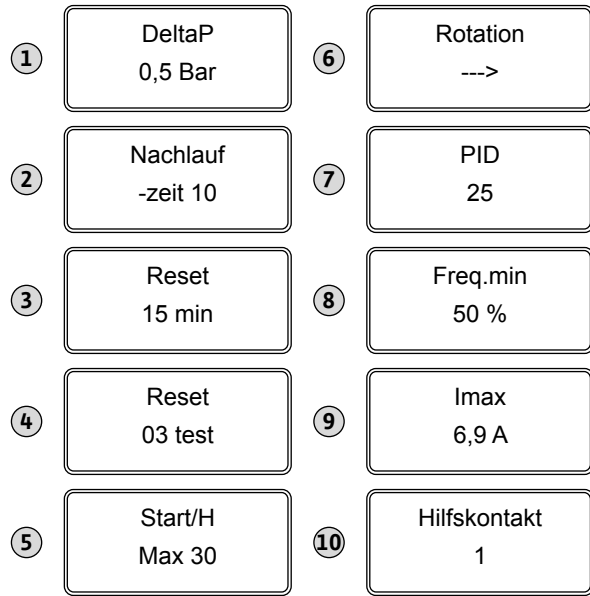 1
DeltaP
0,5 Bar
2
Nachlauf
-zeit 10
3
Reset
15 min
4
Reset
03 test
5
Start/H
Max 30
6
Rotation
--->
7
PID
25
8
Freq.min
50 %
9
Imax
6,9 A
10
Hilfskontakt
1